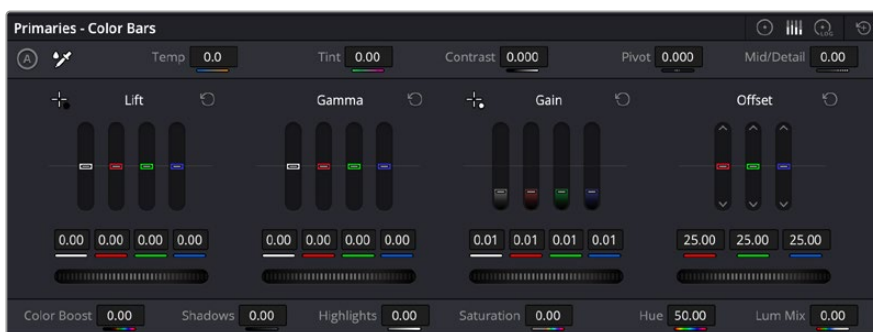 Primaries - Color Bars
A Temp 0.0 Tint 0.00 Contrast 0.000 Pivot 0.000 Mid/Detail 0.00
Lift Gamma Gain Offset
0.00 0.00 0.00 0.00 0.00 0.00 0.00 0.00 0.01 0.01 0.01 0.01 25.00 25.00 25.00
Color Boost 0.00 Shadows 0.00 Highlights 0.00 Saturation 0.00 Hue 50.00 Lum Mix 0.00